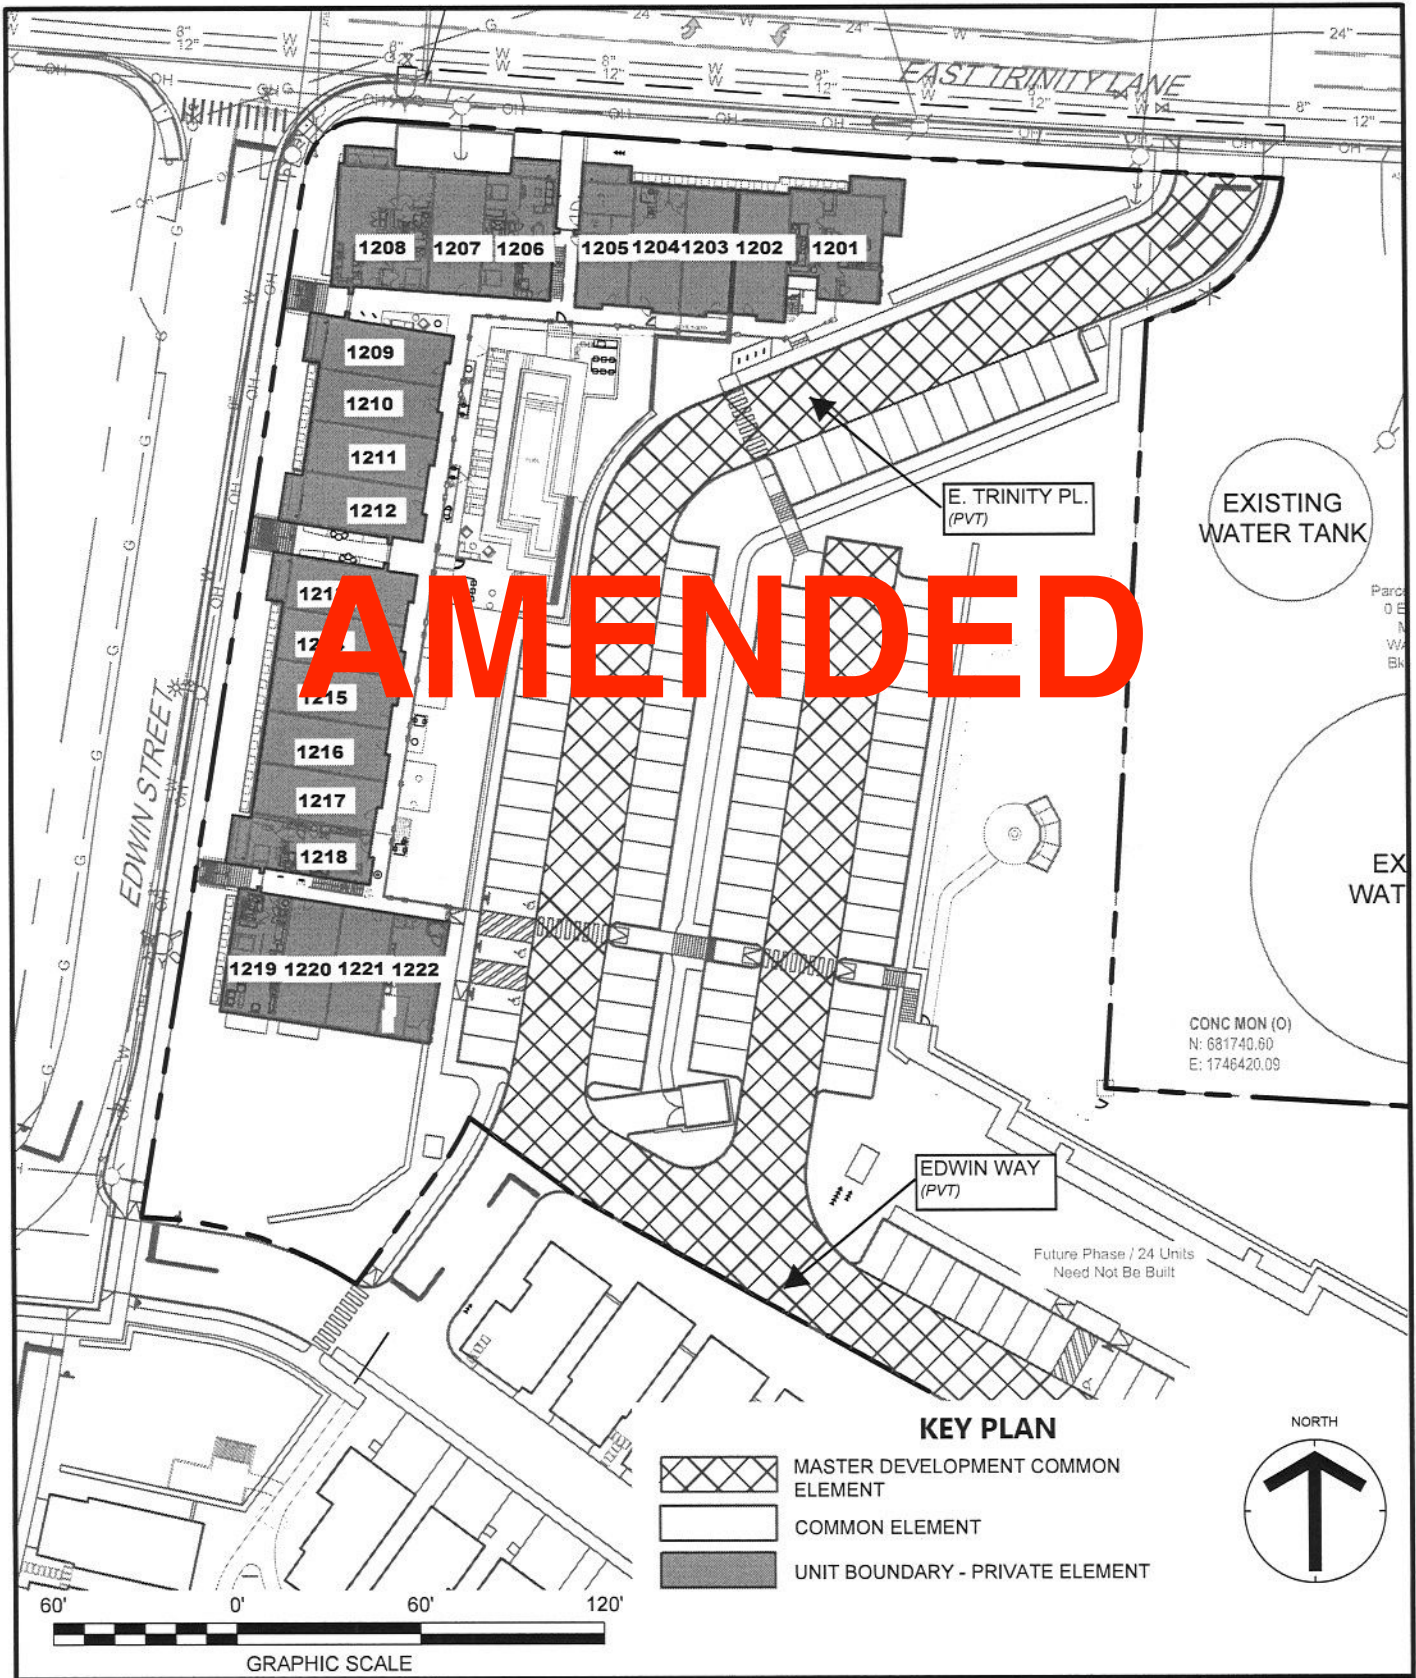 EAST TRINITY LANE
1208 1207 1206 1205 1204 1203 1202 1201
1209
1210
1211
1212
E. TRINITY PL.
(PVT)
EXISTING
WATER TANK
AMENDED
1215
1216
1217
1218
EDWIN STREET
EX
WAT
1219 1220 1221 1222
CONC MON (O)
N: 681740.60
E: 1746420.09
EDWIN WAY
(PVT)
Future Phase / 24 Units
Need Not Be Built
KEY PLAN
MASTER DEVELOPMENT COMMON
ELEMENT
COMMON ELEMENT
UNIT BOUNDARY - PRIVATE ELEMENT
NORTH
60' 0' 60' 120'
GRAPHIC SCALE